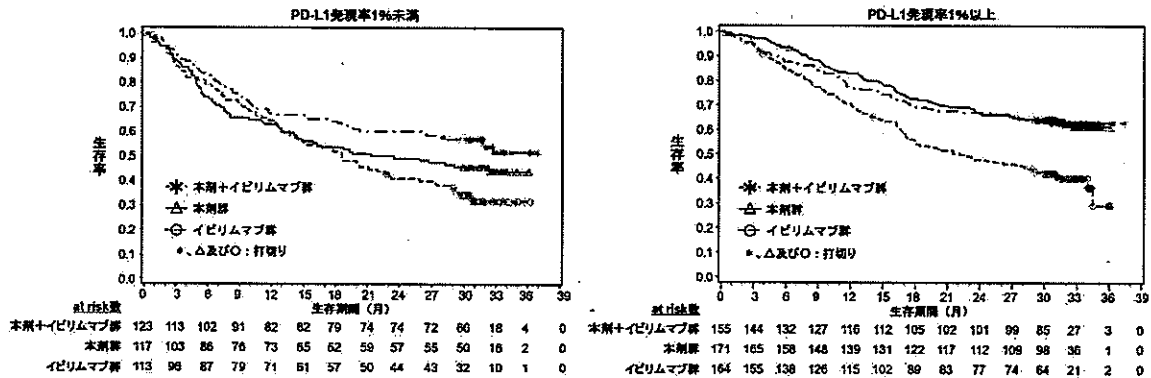 PD-L1発現率1%未満
1.0
0.9
0.8
0.7
0.6
0.5
0.4
0.3
0.2
0.1
0.0
生存率
本剤+イピリムマブ群
本剤群
イピリムマブ群
*、△及び○:打切り
0 3 6 9 12 15 18 21 24 27 30 33 36 39
生存期間(月)
at risk数
本剤+イピリムマブ群 123 113 102 91 82 82 79 74 74 72 66 18 4 0
本剤群 117 103 86 76 73 65 62 59 57 55 50 16 2 0
イピリムマブ群 113 96 87 79 71 61 57 50 44 43 32 10 1 0
PD-L1発現率1%以上
1.0
0.9
0.8
0.7
0.6
0.5
0.4
0.3
0.2
0.1
0.0
生存率
本剤+イピリムマブ群
本剤群
イピリムマブ群
*、△及び○:打切り
0 3 6 9 12 15 18 21 24 27 30 33 36 39
生存期間(月)
at risk数
本剤+イピリムマブ群 155 144 132 127 116 112 105 102 101 99 85 27 3 0
本剤群 171 165 158 148 139 131 122 117 112 109 98 36 1 0
イピリムマブ群 164 155 138 126 115 102 89 83 77 74 64 21 2 0